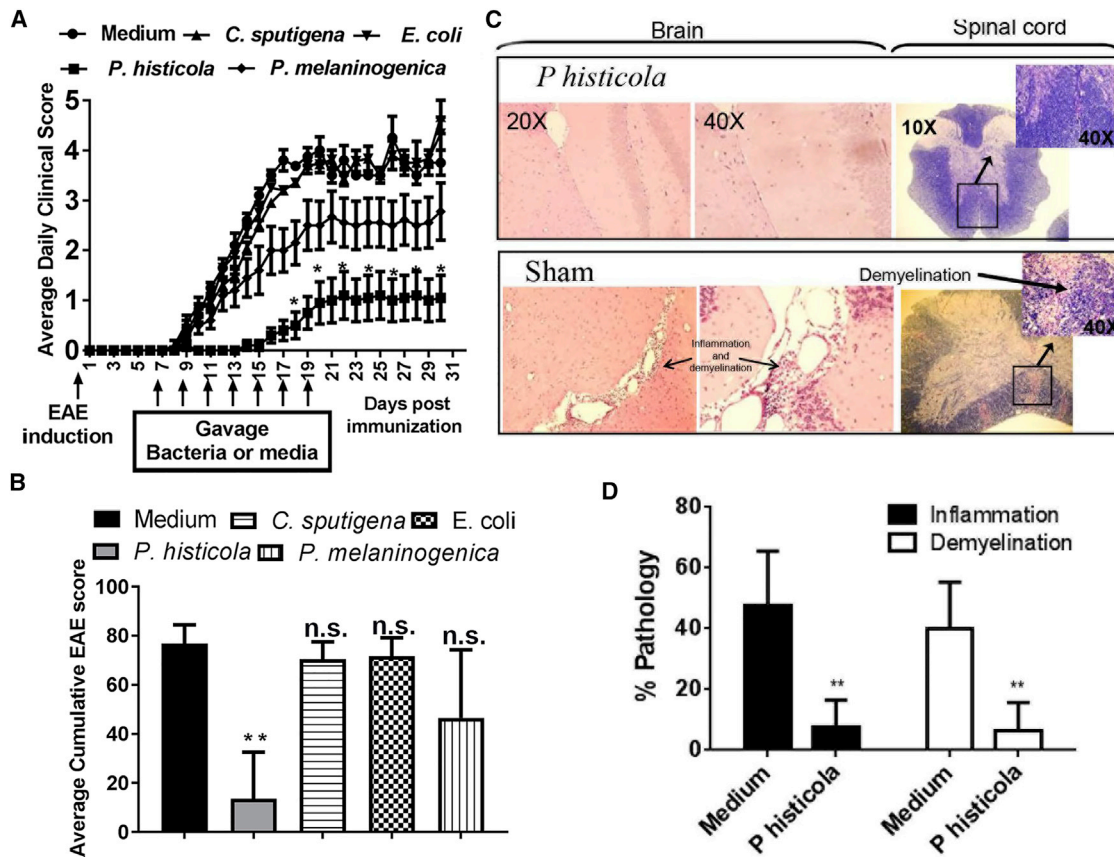 A
Medium C. sputigena E. coli
P. histicola P. melaninogenica
Average Daily Clinical Score
5
4
3
2
1
0
* * * * * * *
1 3 5 7 9 11 13 15 17 19 21 23 25 27 29 31
EAE
induction
Gavage
Bacteria or media
Days post
immunization
B
Medium C. sputigena E. coli
P. histicola P. melaninogenica
Average Cumulative EAE score
100
80
60
40
20
0
**
n.s.
n.s.
n.s.
C
Brain Spinal cord
P histicola
20X
40X
10X
40X
Sham
Inflammation
and
demyelination
Demyelination
40X
D
Inflammation
Demyelination
% Pathology
80
60
40
20
0
**
**
Medium
P histicola
Medium
P histicola